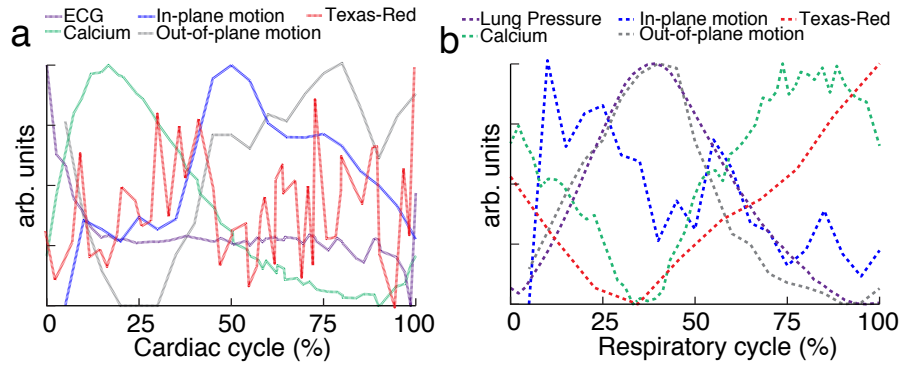 a
ECG In-plane motion Texas-Red
Calcium Out-of-plane motion
arb. units
0 25 50 75 100
Cardiac cycle (%)
b
Lung Pressure In-plane motion Texas-Red
Calcium Out-of-plane motion
arb. units
0 25 50 75 100
Respiratory cycle (%)